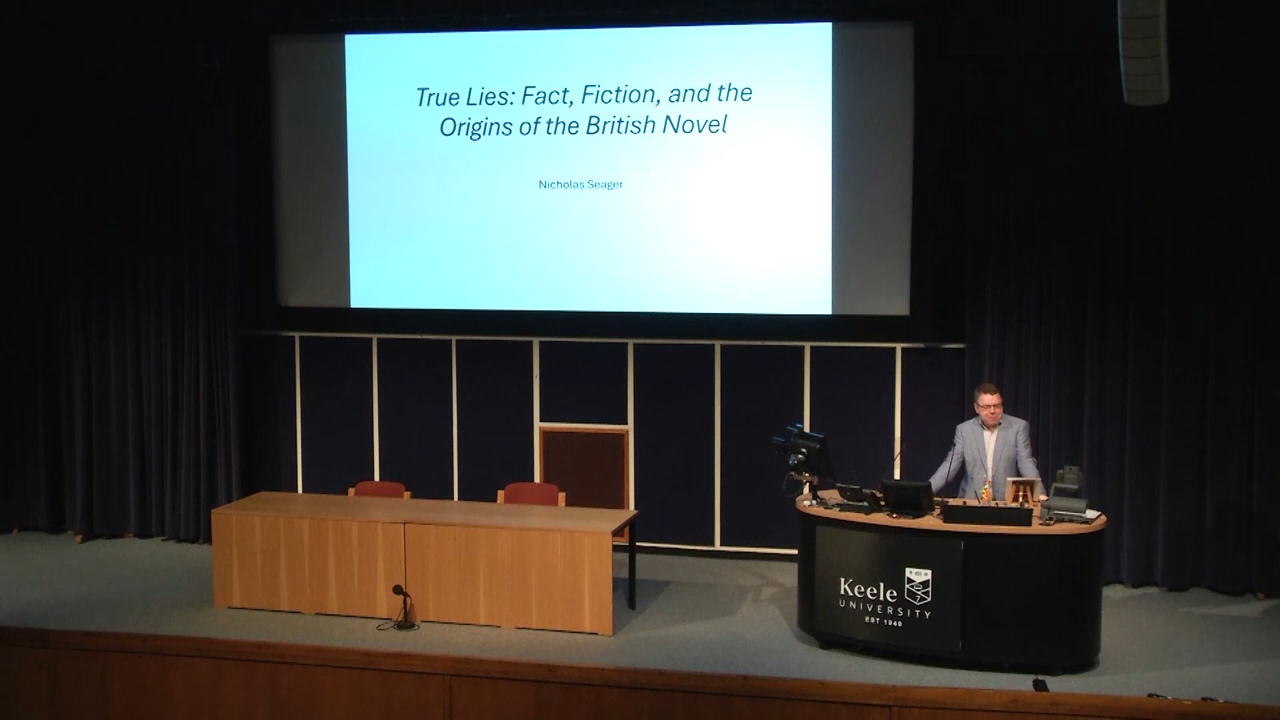 True Lies: Fact, Fiction, and the
Origins of the British Novel
Nicholas Seager
Keele
UNIVERSITY
EST 1949